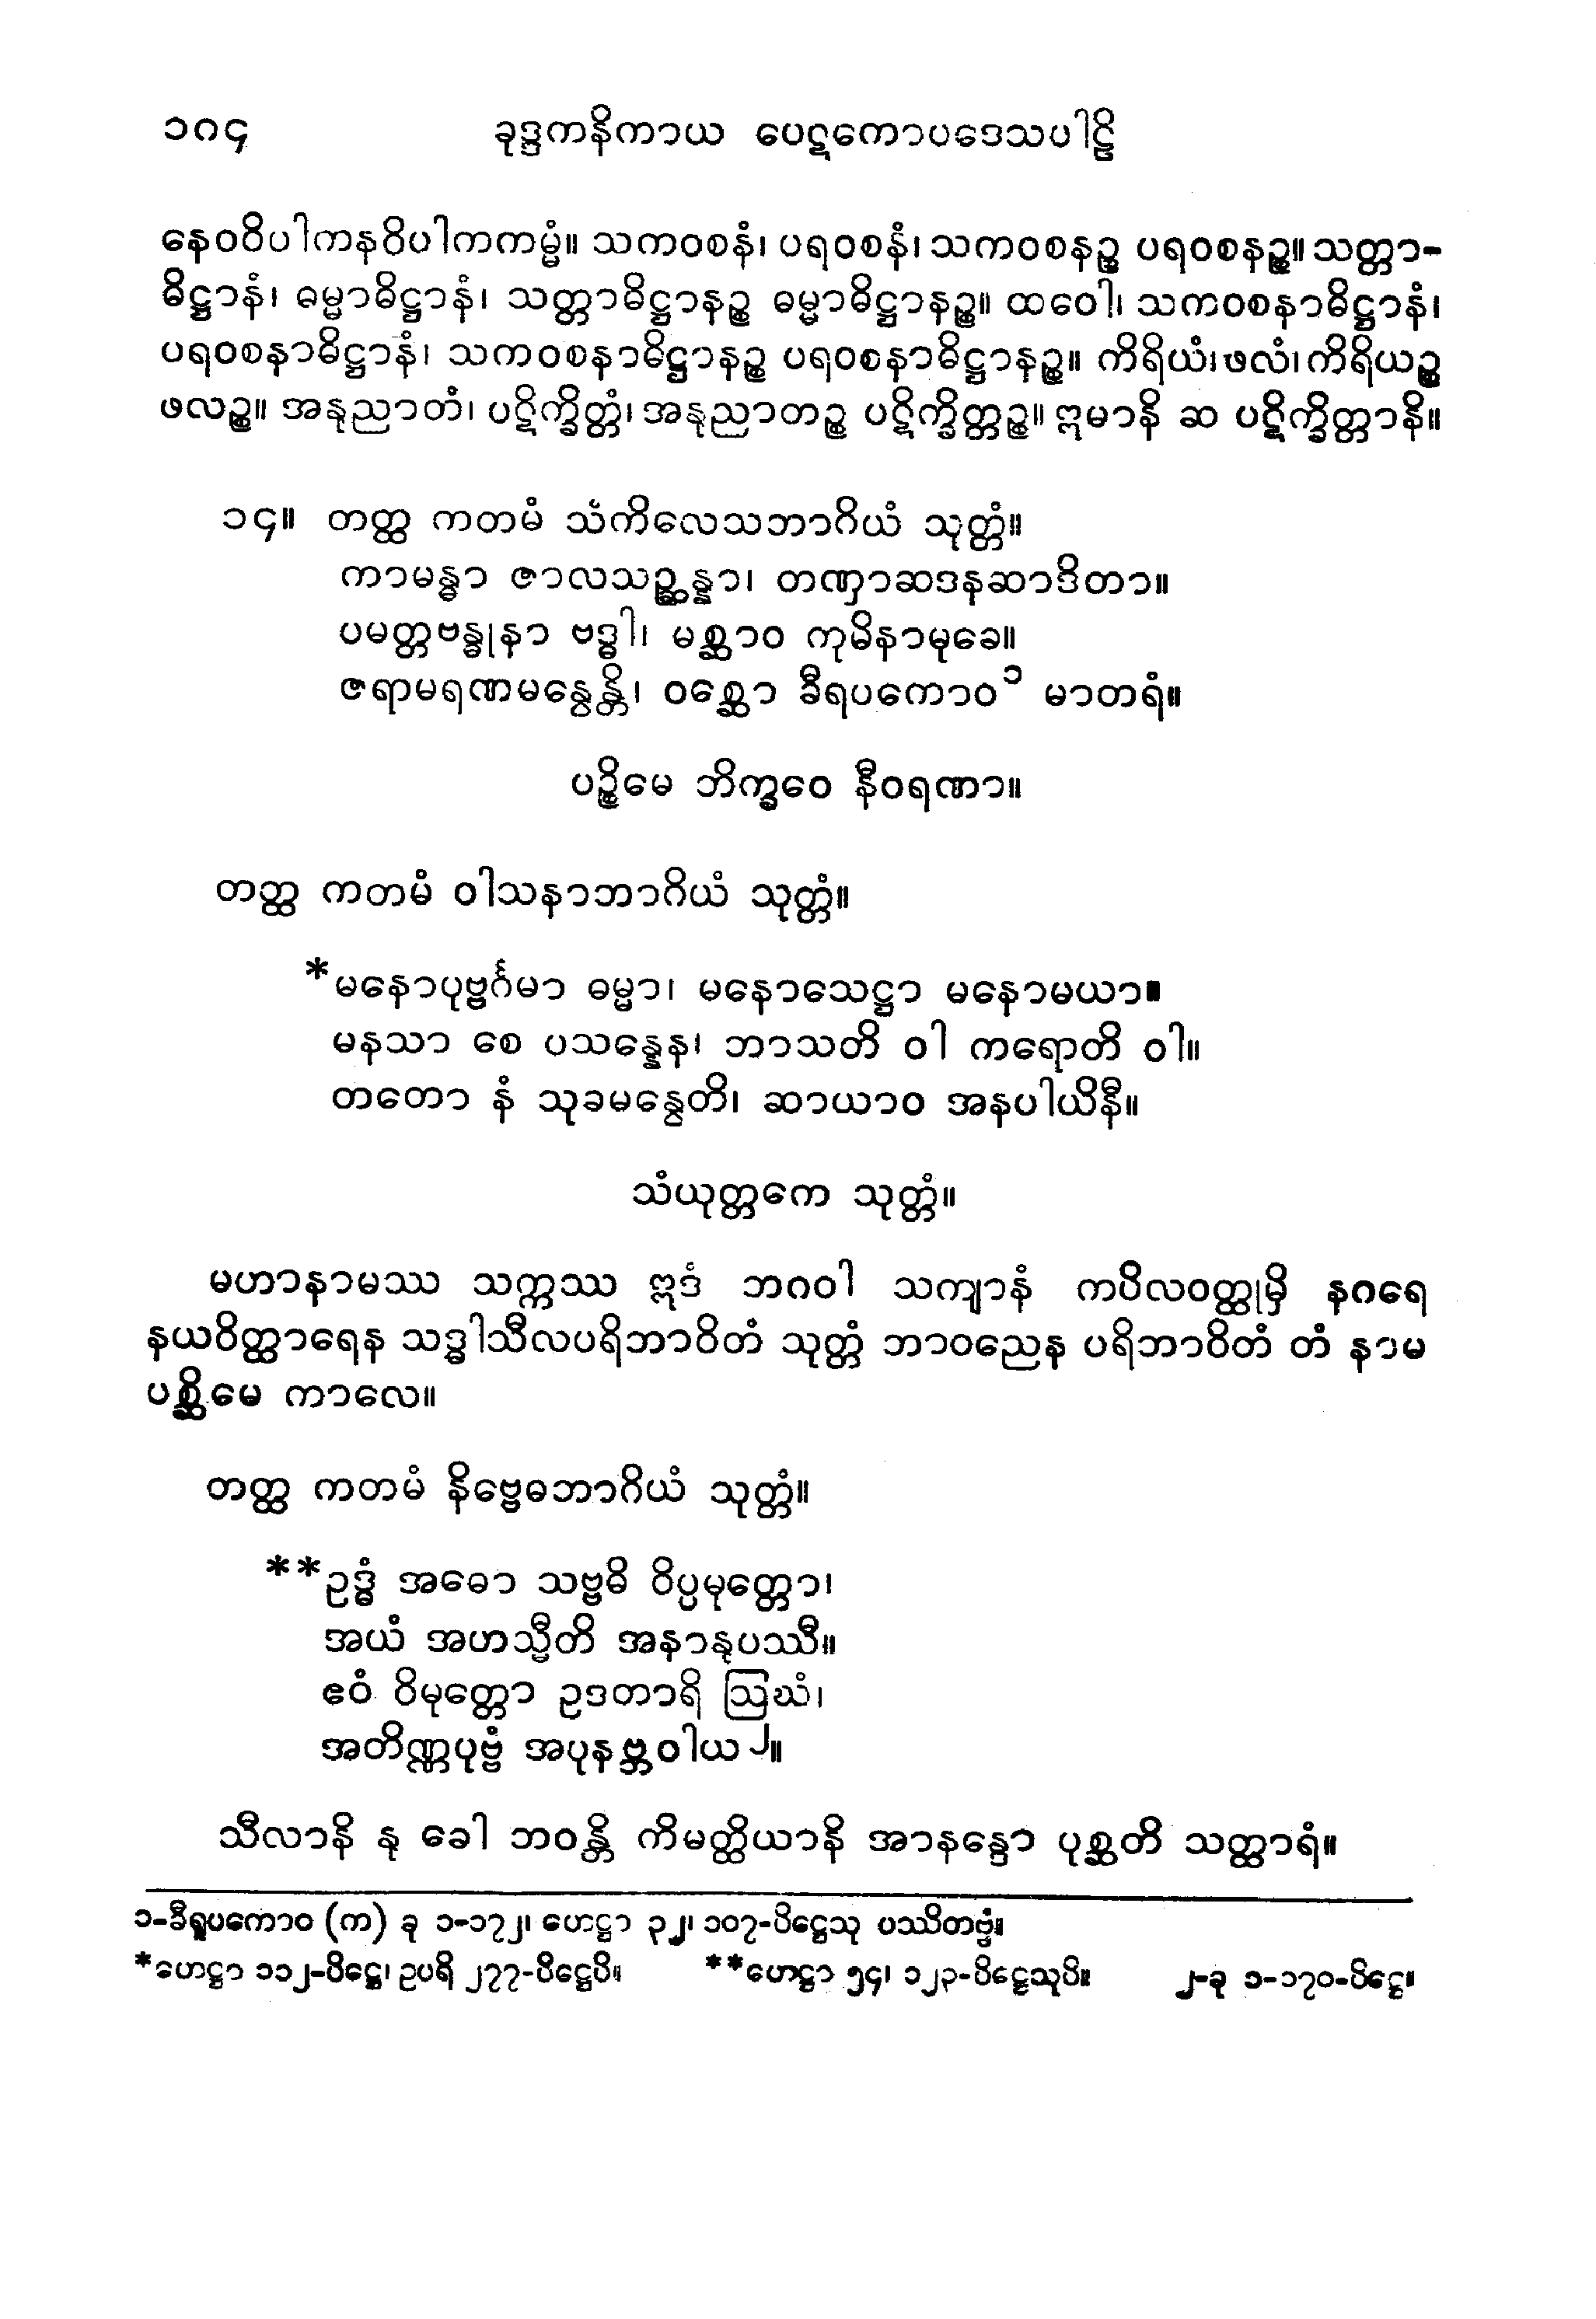 ၁၀၄ ခုဒ္ဒကနိကာယ ပေဋကောပဒေသပါဠိ
နေဝဝိပါကနဝိပါကကမ္မံ။ သကဝစနံ၊ ပရဝစနံ၊ သကဝစနဉ္စ ပရဝစနဉ္စ။ သတ္တာ-
ဓိဋ္ဌာနံ၊ ဓမ္မာဓိဋ္ဌာနံ၊ သတ္တာဓိဋ္ဌာနဉ္စ ဓမ္မာဓိဋ္ဌာနဉ္စ။ ထဝေါ၊ သကဝစနာဓိဋ္ဌာနံ၊
ပရဝစနာဓိဋ္ဌာနံ၊ သကဝစနာဓိဋ္ဌာနဉ္စ ပရဝစနာဓိဋ္ဌာနဉ္စ။ ကိရိယံ၊ ဖလံ၊ ကိရိယဉ္စ
ဖလဉ္စ။ အနုညာတံ၊ ပဋိက္ခိတ္တံ၊ အနုညာတဉ္စ ပဋိက္ခိတ္တဉ္စ။ ဣမာနိ ဆ ပဋိက္ခိတ္တာနိ။
၁၄။ တတ္ထ ကတမံ သံကိလေသဘာဂိယံ သုတ္တံ။
ကာမန္ဓာ ဇာလသဉ္ဆန္နာ၊ တဏှာဆဒနဆာဒိတာ။
ပမတ္တဗန္ဓုနာ ဗဒ္ဓါ၊ မစ္ဆာဝ ကုမိနာမုခေ။
ဇရာမရဏမန္ဝေန္တိ၊ ဝစ္ဆော ခီရပကောဝ ၁ မာတရံ။
ပဉ္စိမေ ဘိက္ခဝေ နီဝရဏာ။
တတ္ထ ကတမံ ဝါသနာဘာဂိယံ သုတ္တံ။
*မနောပုဗ္ဗင်္ဂမာ ဓမ္မာ၊ မနောသေဋ္ဌာ မနောမယာ။
မနသာ စေ ပသန္နေန၊ ဘာသတိ ဝါ ကရောတိ ဝါ။
တတော နံ သုခမန္ဝေတိ၊ ဆာယာဝ အနပါယိနီ။
သံယုတ္တကေ သုတ္တံ။
မဟာနာမဿ သက္ကဿ ဣဒံ ဘဂဝါ သကျာနံ ကပိလဝတ္ထုမှိ နဂရေ
နယဝိတ္ထာရေန သဒ္ဓါသီလပရိဘာဝိတံ သုတ္တံ ဘာဝညေန ပရိဘာဝိတံ တံ နာမ
ပစ္ဆိမေ ကာလေ။
တတ္ထ ကတမံ နိဗ္ဗေဓဘာဂိယံ သုတ္တံ။
**ဥဒ္ဓံ အဓော သဗ္ဗဓိ ဝိပ္ပမုတ္တော၊
အယံ အဟသ္မီတိ အနာနုပဿီ။
ဧဝံ ဝိမုတ္တော ဥဒတာရိ ဩဃံ၊
အတိဏ္ဏပုဗ္ဗံ အပုနဗ္ဘဝါယ ၂။
သီလာနိ နု ခေါ ဘဝန္တိ ကိမတ္ထိယာနိ အာနန္ဒော ပုစ္ဆတိ သတ္ထာရံ။
၁-ခီရူပကောဝ (က) ခု ၁-၁၇၂၊ ဟေဋ္ဌာ ၃၂၊ ၁၀၇-ပိဋ္ဌေသု ပဿိတဗ္ဗံ။
*ဟေဋ္ဌာ ၁၁၂-ပိဋ္ဌေ၊ ဥပရိ ၂၇၇-ပိဋ္ဌေပိ။ **ဟေဋ္ဌာ ၅၄၊ ၁၂၃-ပိဋ္ဌေသုပိ။ ၂-ခု ၁-၁၇၀-ပိဋ္ဌေ။